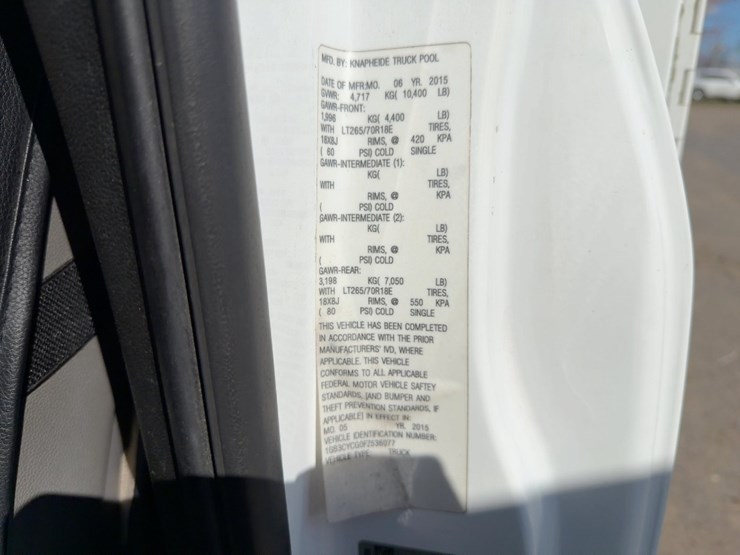 MFD. BY: KNAPHEIDE TRUCK POOL
DATE OF MFR:MO. 06 YR. 2015
GVWR: 4,717 KG( 10,400 LB)
GAWR-FRONT:
1,996 KG( 4,400 LB)
WITH LT265/70R18E TIRES,
18X8J RIMS, @ 420 KPA
( 60 PSI) COLD SINGLE
GAWR-INTERMEDIATE (1):
KG( LB)
WITH TIRES,
RIMS, @ KPA
( PSI) COLD
GAWR-INTERMEDIATE (2):
KG( LB)
WITH TIRES,
RIMS, @ KPA
( PSI) COLD
GAWR-REAR:
3,198 KG( 7,050 LB)
WITH LT265/70R18E TIRES,
18X8J RIMS, @ 550 KPA
( 80 PSI) COLD SINGLE
THIS VEHICLE HAS BEEN COMPLETED
IN ACCORDANCE WITH THE PRIOR
MANUFACTURERS' IVD, WHERE
APPLICABLE. THIS VEHICLE
CONFORMS TO ALL APPLICABLE
FEDERAL MOTOR VEHICLE SAFTEY
STANDARDS, (AND BUMPER AND
THEFT PREVENTION STANDARDS, IF
APPLICABLE) IN EFFECT IN:
MO. 05 YR. 2015
VEHICLE IDENTIFICATION NUMBER:
VEHICLE TYPE: TRUCK